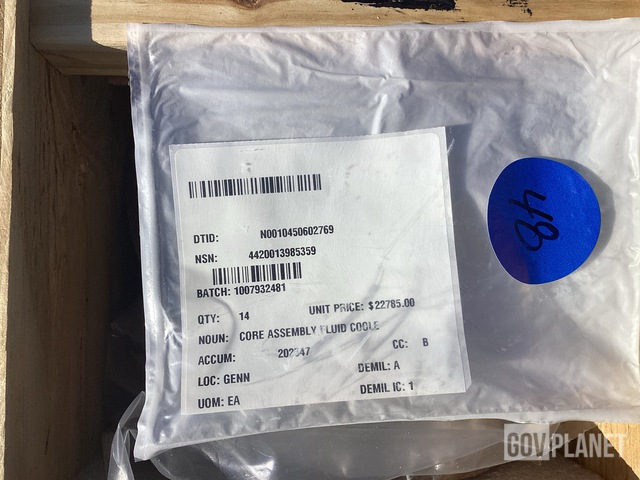 DTID: N0010450602769
NSN: 4420013985359
BATCH: 1007932481
QTY: 14 UNIT PRICE: $22785.00
NOUN: CORE ASSEMBLY FLUID COOLE
ACCUM: CC: B
LOC: GENN DEMIL: A
UOM: EA DEMIL IC: 1
48
GOVPLANET